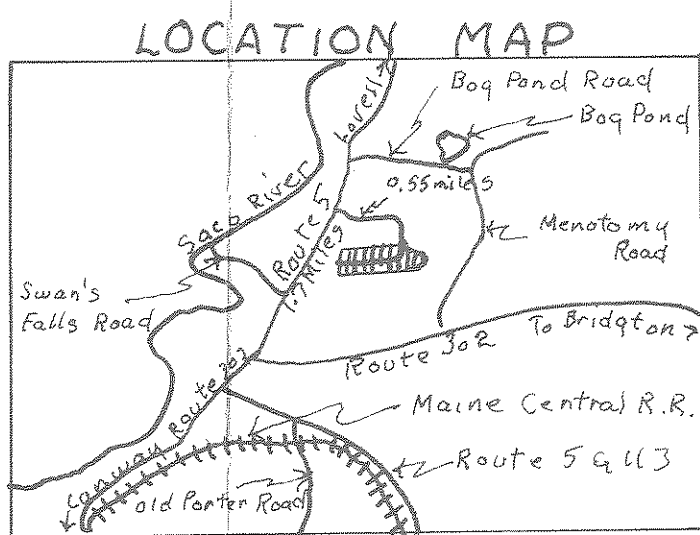 LOCATION MAP
Bog Pond Road
Bog Pond
Lovell
0.55 miles
Saco River
Route 5
1.7 Miles
Menotomy
Road
Swan's
Falls Road
To Bridgton
Route 302
Conway Route 302
Maine Central R.R.
Route 5 & 113
old Porter Road